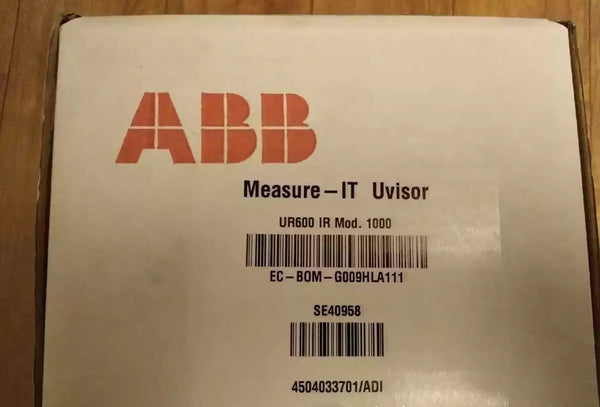 ABB
Measure-IT Uvisor
UR600 IR Mod. 1000
EC-BOM-G009HLA111
SE40958
4504033701/ADI